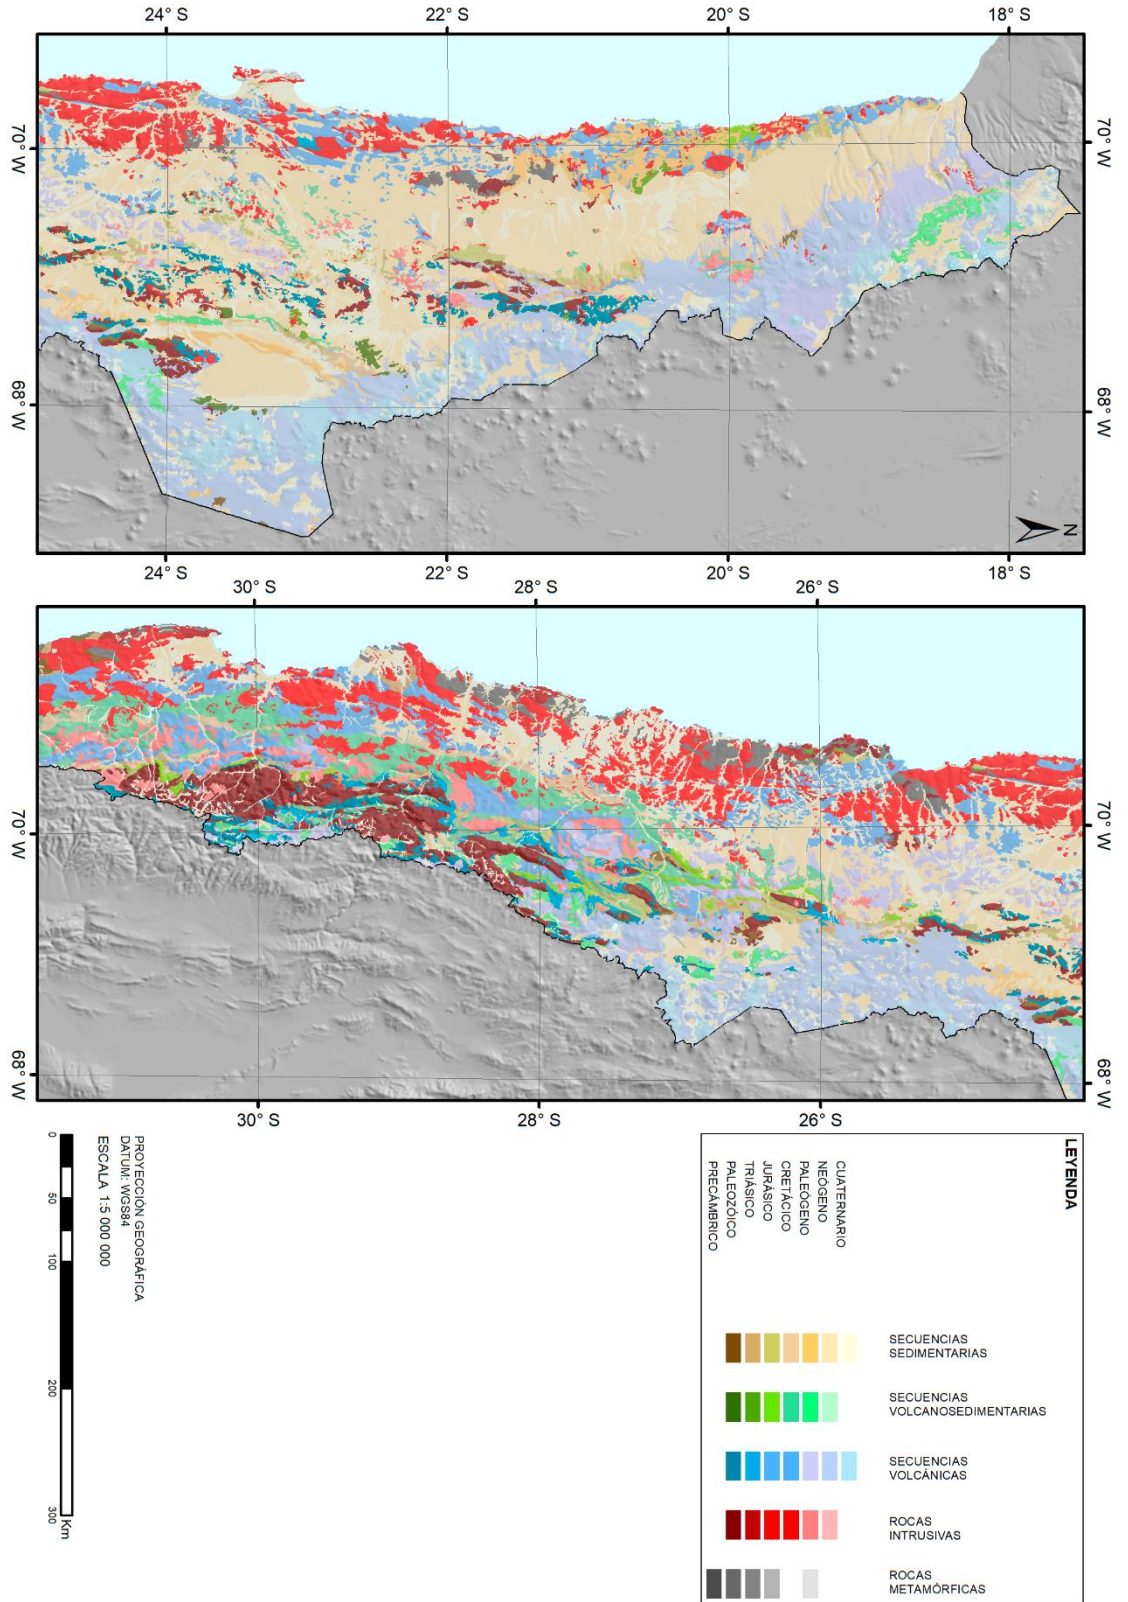 24° S
22° S
20° S
18° S
70° W
70° W
68° W
68° W
N
24° S
22° S
20° S
18° S
30° S
28° S
26° S
70° W
70° W
68° W
68° W
30° S
28° S
26° S
LEYENDA
CUATERNARIO
NEÓGENO
PALEÓGENO
CRETÁCICO
JURÁSICO
TRIÁSICO
PALEOZÓICO
PRECÁMBRICO
SECUENCIAS
SEDIMENTARIAS
SECUENCIAS
VOLCANOSEDIMENTARIAS
SECUENCIAS
VOLCÁNICAS
ROCAS
INTRUSIVAS
ROCAS
METAMÓRFICAS
PROYECCIÓN GEOGRÁFICA
DATUM: WGS84
ESCALA 1:5 000 000
0
50
100
200
300
Km